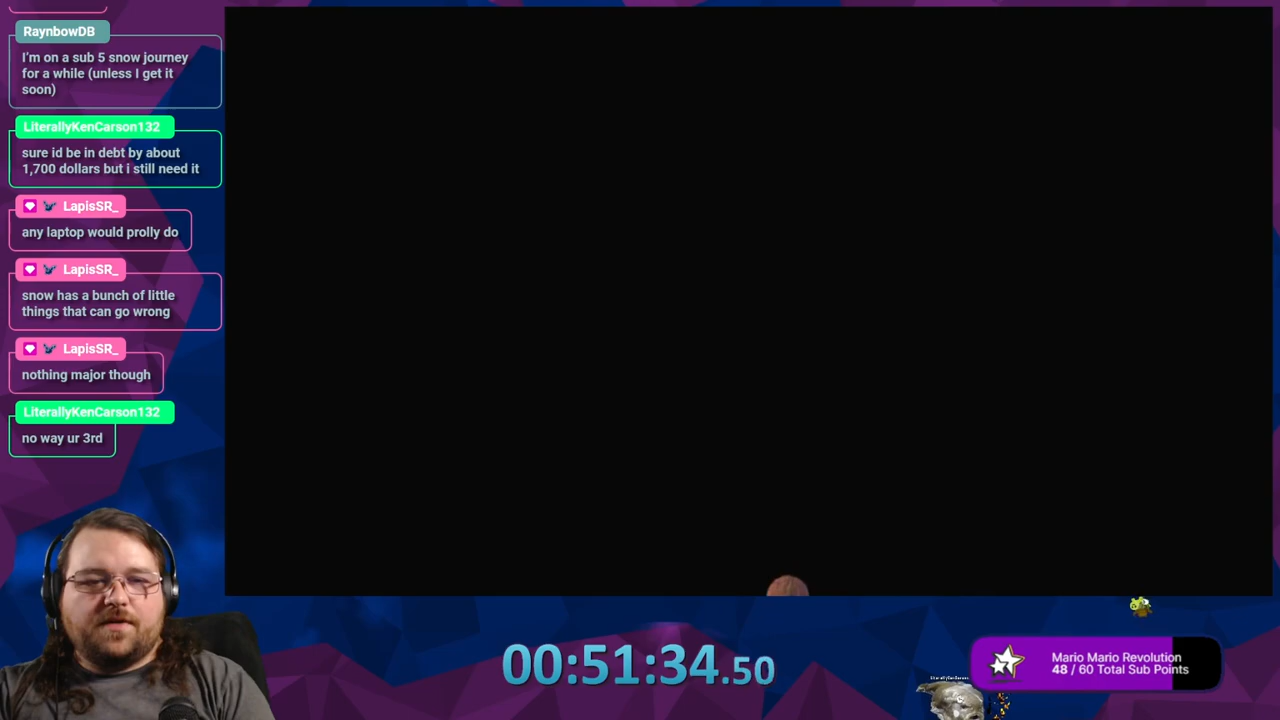 RaynbowDB
I'm on a sub 5 snow journey
for a while (unless I get it
soon)
LiterallyKenCarson132
sure id be in debt by about
1,700 dollars but i still need it
LapisSR_
any laptop would prolly do
LapisSR_
snow has a bunch of little
things that can go wrong
LapisSR_
nothing major though
LiterallyKenCarson132
no way ur 3rd
00:51:34.50
Mario Mario Revolution
48 / 60 Total Sub Points